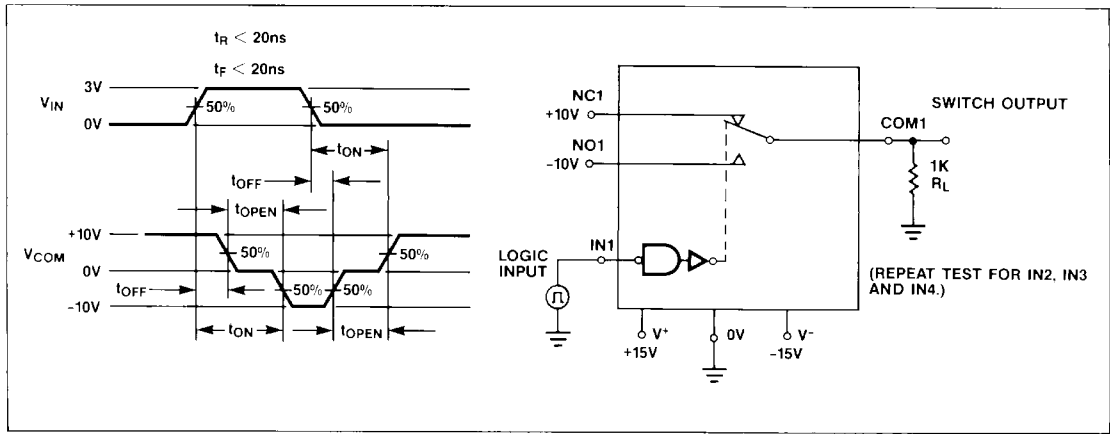 tR < 20ns
tF < 20ns
3V
VIN
50%
50%
0V
tON
tOFF
tOPEN
+10V
VCOM
50%
50%
0V
50%
50%
tOFF
-10V
tON
tOPEN
NC1
+10V
NO1
-10V
SWITCH OUTPUT
COM1
1K
RL
LOGIC
INPUT
IN1
(REPEAT TEST FOR IN2, IN3
AND IN4.)
V+
+15V
0V
V-
-15V